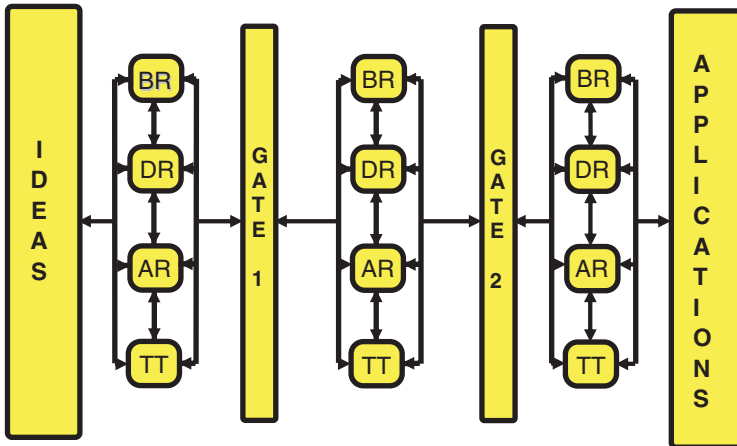 IDEAS
BR
DR
AR
TT
GATE 1
BR
DR
AR
TT
GATE 2
BR
DR
AR
TT
APPLICATIONS